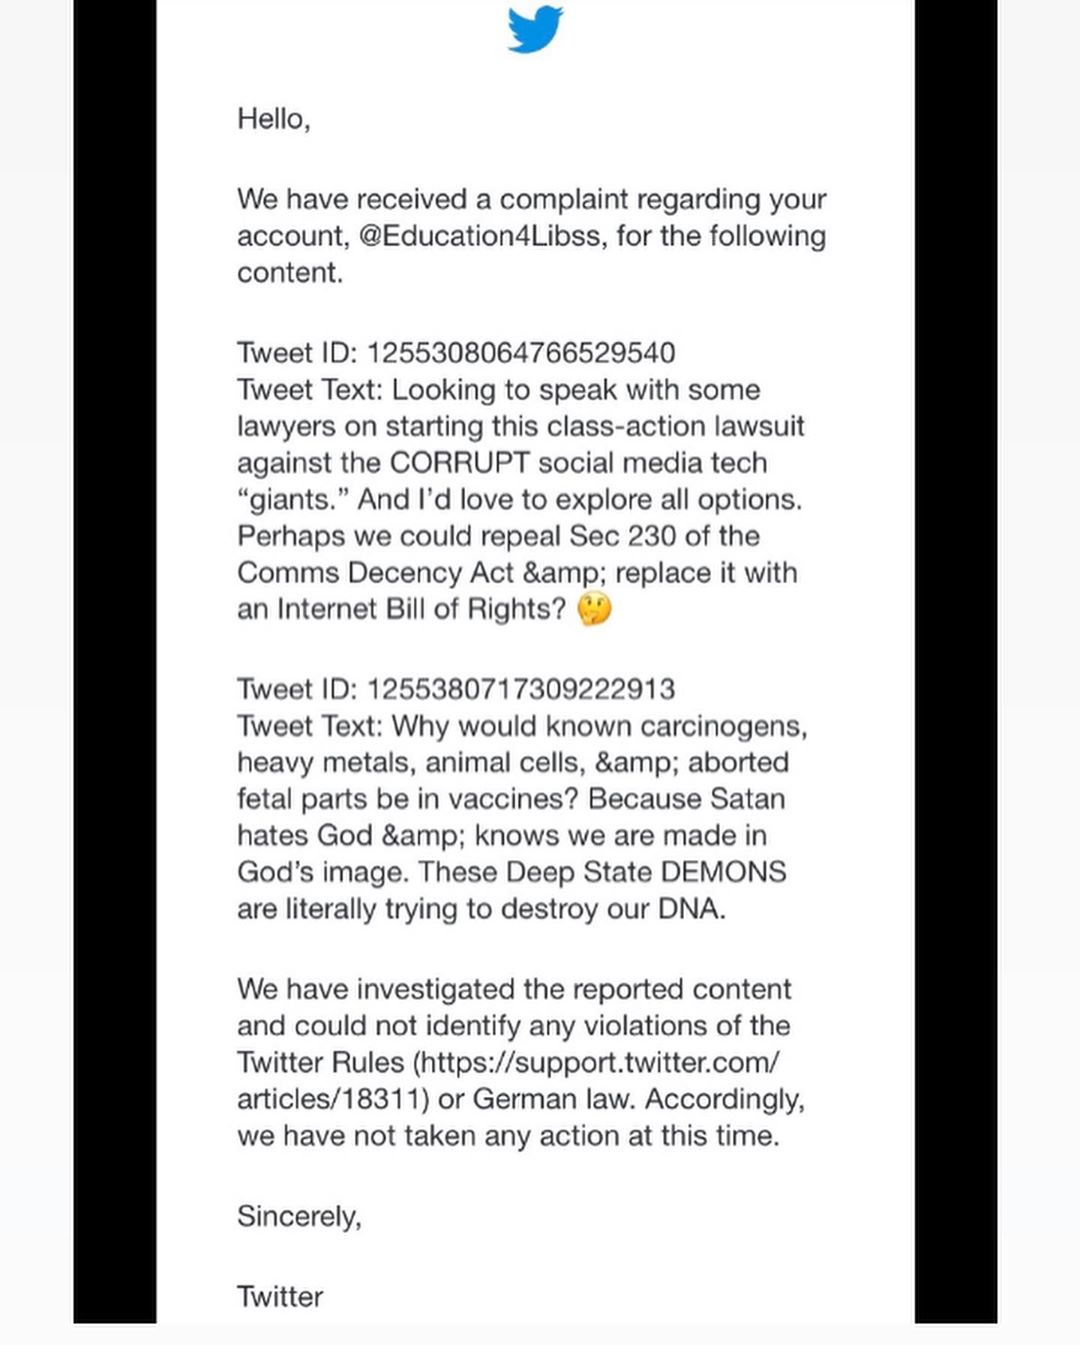 Hello,
We have received a complaint regarding your
account, @Education4Libss, for the following
content.
Tweet ID: 1255308064766529540
Tweet Text: Looking to speak with some
lawyers on starting this class-action lawsuit
against the CORRUPT social media tech
“giants.” And I’d love to explore all options.
Perhaps we could repeal Sec 230 of the
Comms Decency Act &amp; replace it with
an Internet Bill of Rights? 🤔
Tweet ID: 1255380717309222913
Tweet Text: Why would known carcinogens,
heavy metals, animal cells, &amp; aborted
fetal parts be in vaccines? Because Satan
hates God &amp; knows we are made in
God’s image. These Deep State DEMONS
are literally trying to destroy our DNA.
We have investigated the reported content
and could not identify any violations of the
Twitter Rules (https://support.twitter.com/
articles/18311) or German law. Accordingly,
we have not taken any action at this time.
Sincerely,
Twitter